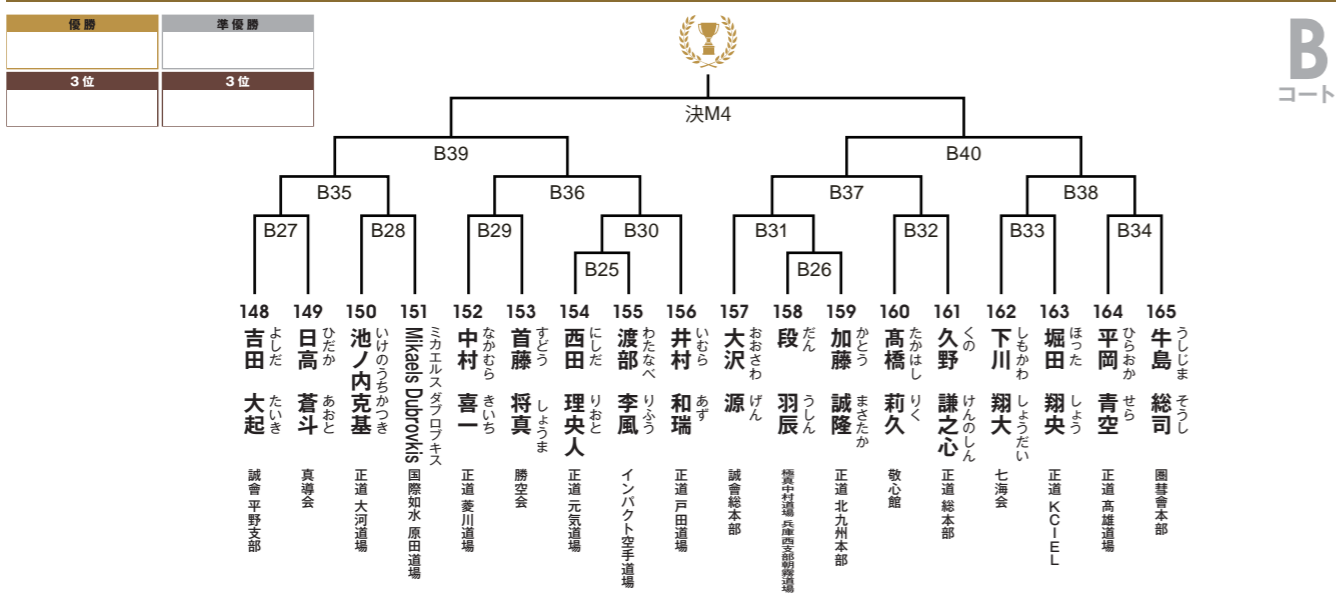 優勝
準優勝
3位
3位
B
コート
決M4
B39
B40
B35
B36
B37
B38
B27
B28
B29
B30
B31
B32
B33
B34
B25
B26
148
吉田 大起
よしだ たいき
誠會 平野支部
149
日高 蒼斗
ひだか あおと
真導会
150
池ノ内克基
いけのうちかつき
正道 大河道場
151
Mikaels Dubrovkis
ミカエルス ダブロブキス
国際如水 原田道場
152
中村 喜一
なかむら きいち
正道 菱川道場
153
首藤 将真
すどう しょうま
勝空会
154
西田 理央人
にしだ りおと
正道 元気道場
155
渡部 李風
わたなべ りふう
インパクト空手道場
156
井村 和瑞
いむら あず
正道 戸田道場
157
大沢 源
おおさわ げん
誠會総本部
158
段 羽辰
だん うしん
極真中村道場 兵庫西支部朝霧道場
159
加藤 誠隆
かとう まさたか
正道 北九州本部
160
髙橋 莉久
たかはし りく
敬心館
161
久野 謙之心
くの けんのしん
正道 総本部
162
下川 翔大
しもかわ しょうだい
七海会
163
堀田 翔央
ほった しょう
正道 KCIEL
164
平岡 青空
ひらおか せら
正道 髙雄道場
165
牛島 総司
うしじま そうし
團彗會本部